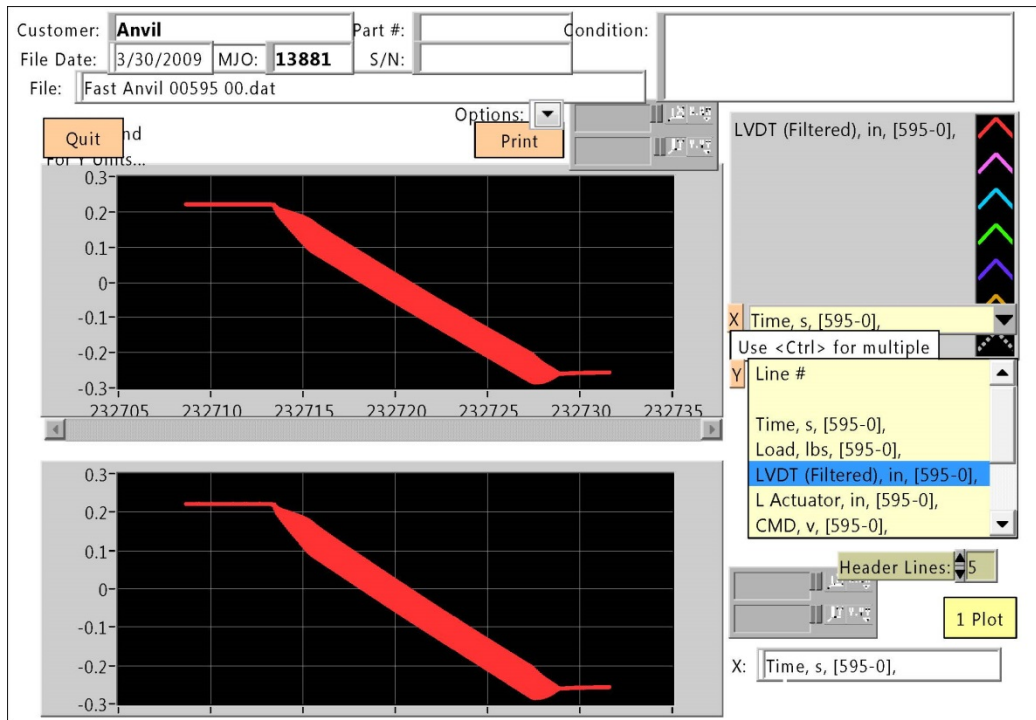 Customer: Anvil Part #: Condition:
File Date: 3/30/2009 MJO: 13881 S/N:
File: Fast Anvil 00595 00.dat
Options:
Quit nd Print
For Y Units...
LVDT (Filtered), in, [595-0],
0.3
0.2
0.1
0
-0.1
-0.2
-0.3
232705 232710 232715 232720 232725 232730 232735
X Time, s, [595-0],
Use <Ctrl> for multiple
Y Line #
Time, s, [595-0],
Load, lbs, [595-0],
LVDT (Filtered), in, [595-0],
L Actuator, in, [595-0],
CMD, v, [595-0],
0.3
0.2
0.1
0
-0.1
-0.2
-0.3
Header Lines: 5
1 Plot
X: Time, s, [595-0],